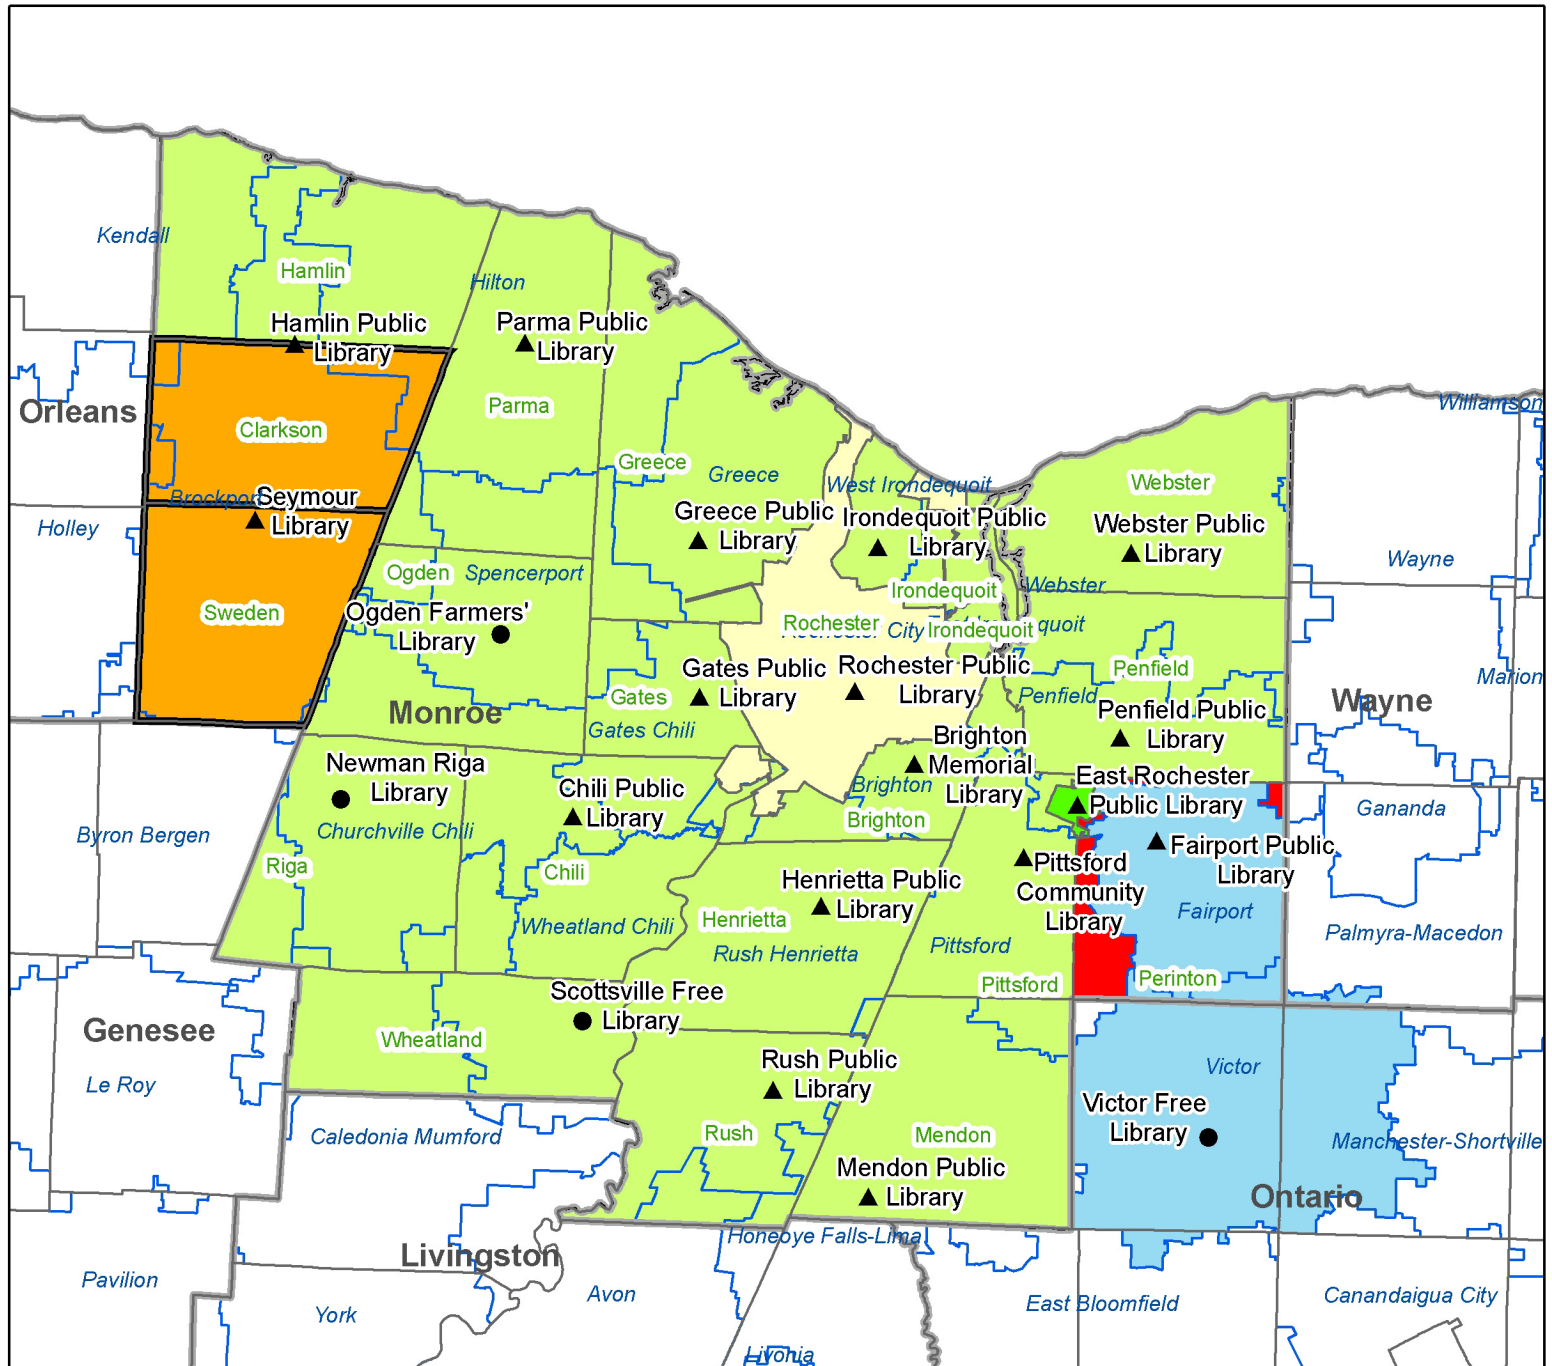 Kendall
Hamlin
Hilton
Hamlin Public
Library
Parma Public
Library
Orleans
Williamson
Parma
Clarkson
Greece
Greece
West Irondequoit
Webster
Brockport
Seymour
Library
Holley
Greece Public
Library
Irondequoit Public
Library
Webster Public
Library
Wayne
Ogden
Spencerport
Irondequoit
Webster
Sweden
Ogden Farmers'
Library
Rochester
Rochester City
Irondequoit
Gates Public
Library
Rochester Public
Library
Penfield
Marion
Gates
Penfield
Monroe
Wayne
Gates Chili
Penfield Public
Library
Brighton
Memorial
Library
Newman Riga
Library
Chili Public
Library
Brighton
East Rochester
Public Library
Gananda
Byron Bergen
Churchville Chili
Brighton
Fairport Public
Library
Riga
Chili
Pittsford
Community
Library
Henrietta Public
Library
Wheatland Chili
Henrietta
Fairport
Rush Henrietta
Pittsford
Palmyra-Macedon
Pittsford
Perinton
Scottsville Free
Library
Genesee
Wheatland
Le Roy
Rush Public
Library
Victor
Victor Free
Library
Caledonia Mumford
Rush
Mendon
Manchester-Shortville
Mendon Public
Library
Ontario
Honeoye Falls-Lima
Livingston
Pavilion
Avon
York
East Bloomfield
Canandaigua City
Livonia